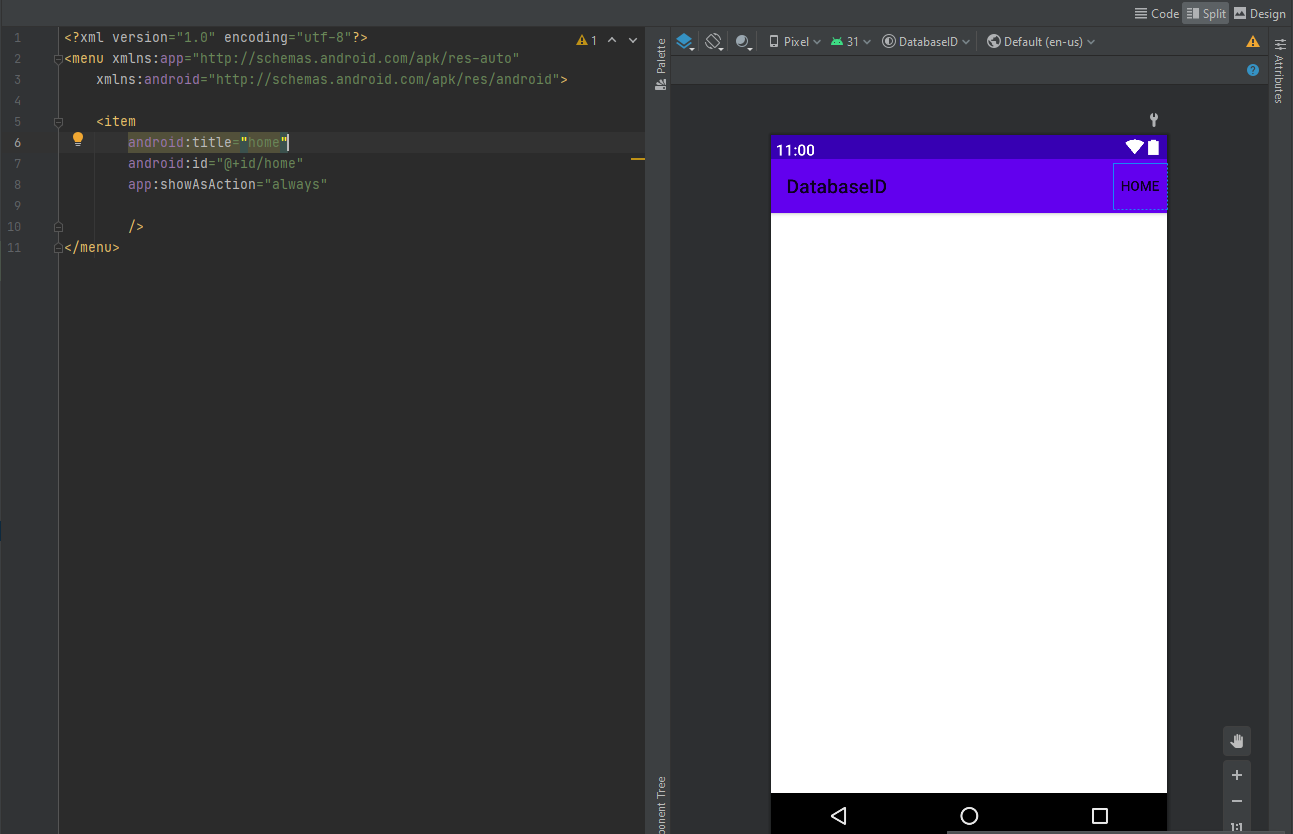 Code Split Design
1 <?xml version="1.0" encoding="utf-8"?>
2 <menu xmlns:app="http://schemas.android.com/apk/res-auto"
3 xmlns:android="http://schemas.android.com/apk/res/android">
4
5 <item
6 android:title="home"
7 android:id="@+id/home"
8 app:showAsAction="always"
9
10 />
11 </menu>
1
Palette
Component Tree
Pixel 31 DatabaseID Default (en-us)
?
Attributes
11:00
DatabaseID HOME
+
−
1:1